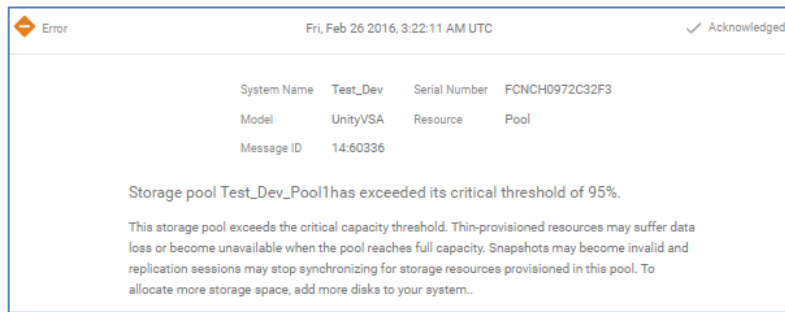 Error Fri, Feb 26 2016, 3:22:11 AM UTC Acknowledged
System Name Test_Dev Serial Number FCNCH0972C32F3
Model UnityVSA Resource Pool
Message ID 14:60336
Storage pool Test_Dev_Pool1has exceeded its critical threshold of 95%.
This storage pool exceeds the critical capacity threshold. Thin-provisioned resources may suffer data
loss or become unavailable when the pool reaches full capacity. Snapshots may become invalid and
replication sessions may stop synchronizing for storage resources provisioned in this pool. To
allocate more storage space, add more disks to your system..